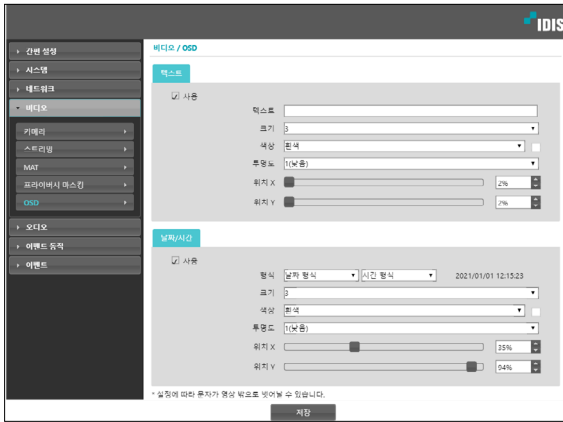 IDIS
간편 설정
시스템
네트워크
비디오
카메라
스트리밍
MAT
프라이버시 마스킹
OSD
오디오
이벤트 동작
이벤트
비디오 / OSD
텍스트
사용
텍스트
크기 3
색상 흰색
투명도 1(낮음)
위치 X 2%
위치 Y 2%
날짜/시간
사용
형식 날짜 형식 시간 형식 2021/01/01 12:15:23
크기 3
색상 흰색
투명도 1(낮음)
위치 X 35%
위치 Y 94%
* 설정에 따라 문자가 영상 밖으로 벗어날 수 있습니다.
저장